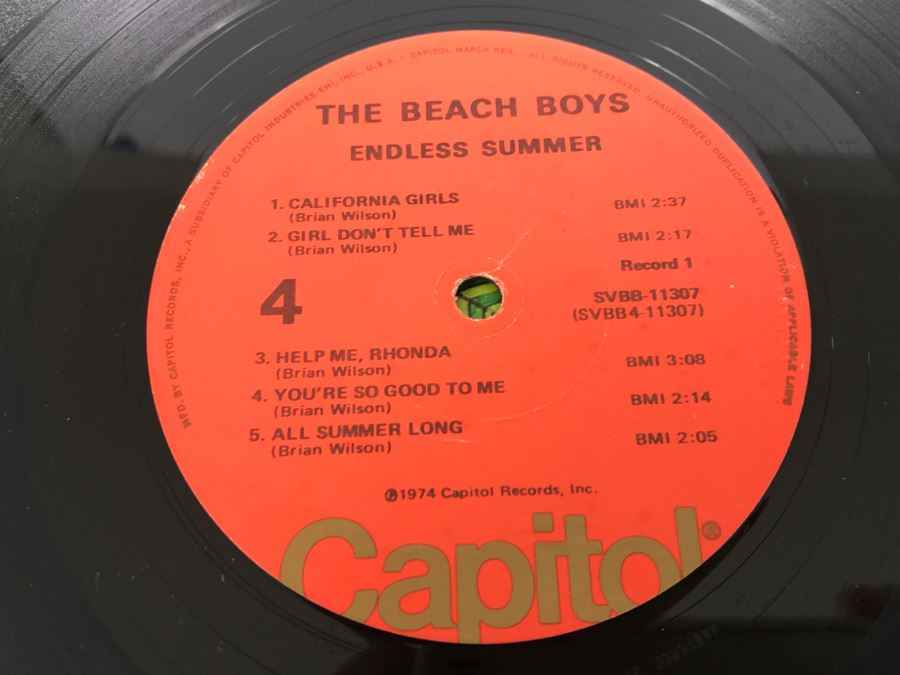 MFD. BY CAPITOL RECORDS, INC., A SUBSIDIARY OF CAPITOL INDUSTRIES-EMI, INC., U.S.A. • CAPITOL MARCA REG. • ALL RIGHTS RESERVED. UNAUTHORIZED DUPLICATION IS A VIOLATION OF APPLICABLE LAWS
THE BEACH BOYS
ENDLESS SUMMER
1. CALIFORNIA GIRLS BMI 2:37
(Brian Wilson)
2. GIRL DON'T TELL ME BMI 2:17
(Brian Wilson)
Record 1
4 SVBB-11307
(SVBB4-11307)
3. HELP ME, RHONDA BMI 3:08
(Brian Wilson)
4. YOU'RE SO GOOD TO ME BMI 2:14
(Brian Wilson)
5. ALL SUMMER LONG BMI 2:05
(Brian Wilson)
℗1974 Capitol Records, Inc.
Capitol®
MASTERED